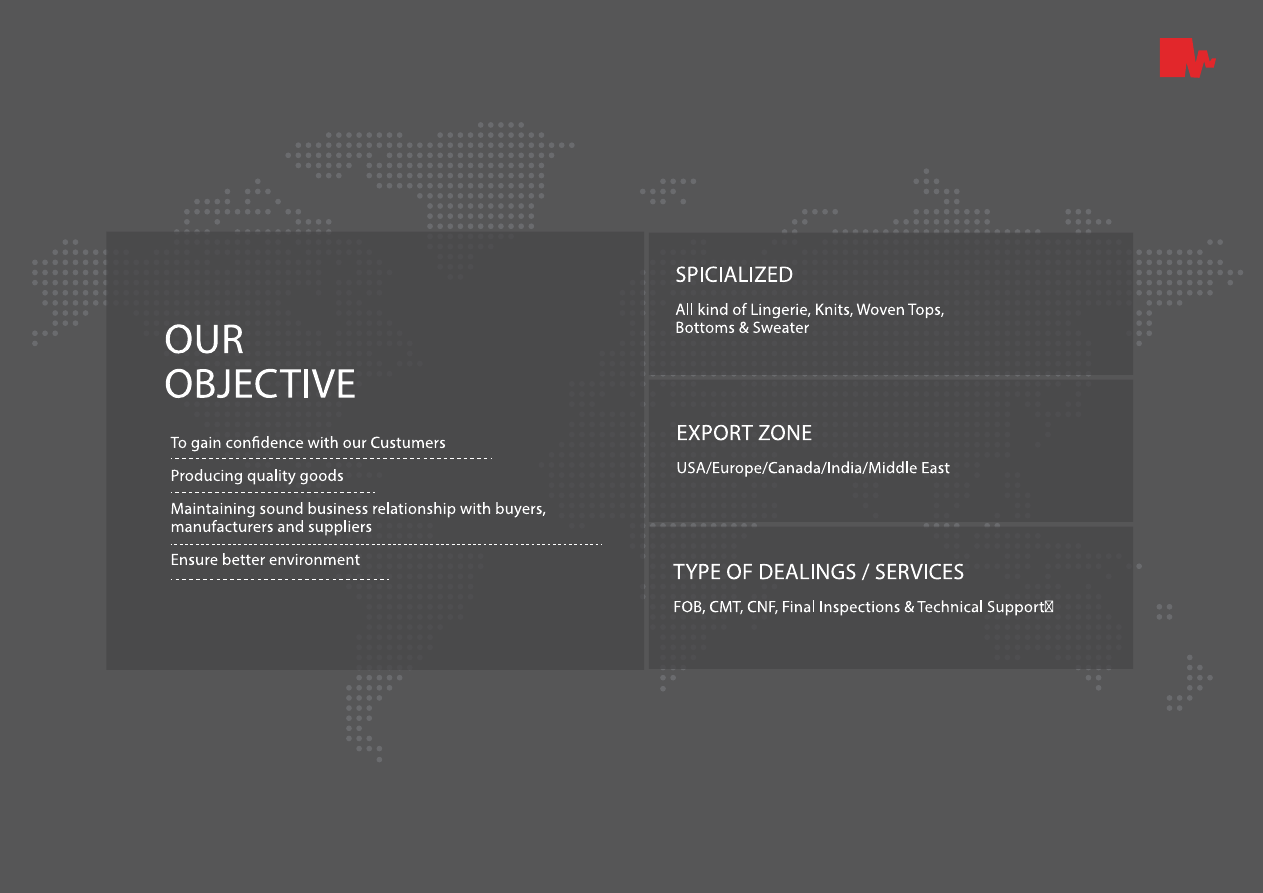 OUR
OBJECTIVE
To gain confidence with our Custumers
Producing quality goods
Maintaining sound business relationship with buyers,
manufacturers and suppliers
Ensure better environment
SPICIALIZED
All kind of Lingerie, Knits, Woven Tops,
Bottoms & Sweater
EXPORT ZONE
USA/Europe/Canada/India/Middle East
TYPE OF DEALINGS / SERVICES
FOB, CMT, CNF, Final Inspections & Technical Support